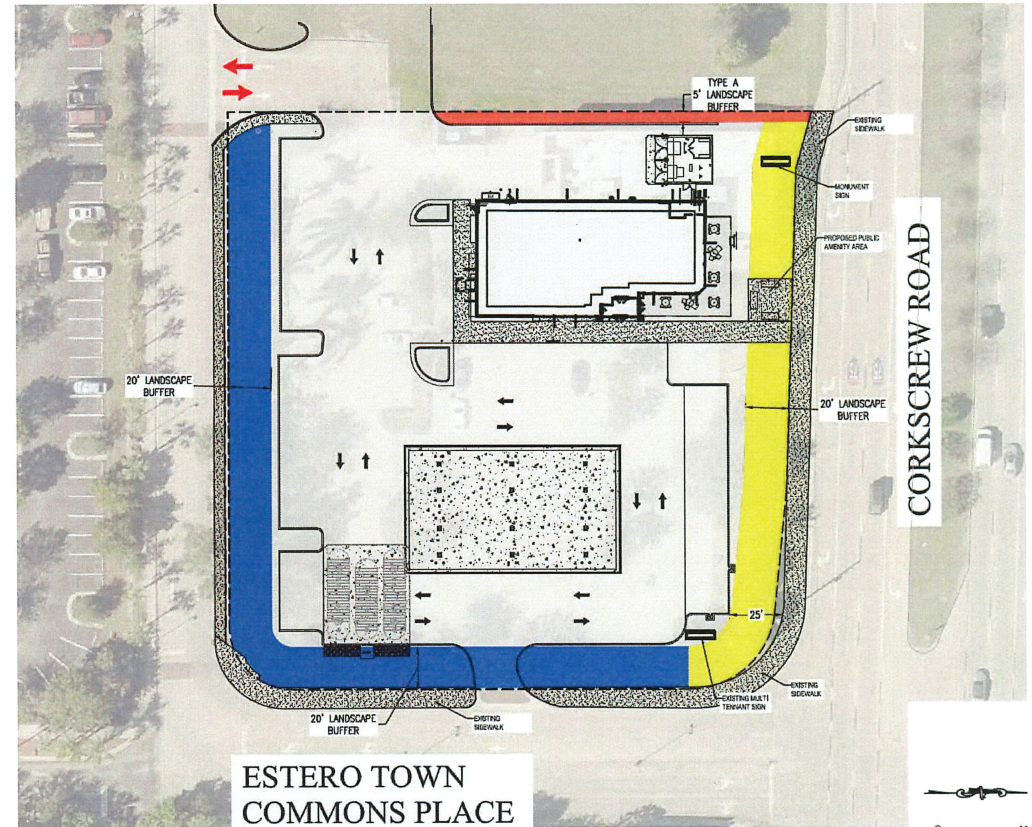 TYPE A
5' LANDSCAPE
BUFFER
EXISTING
SIDEWALK
MONUMENT
SIGN
PROPOSED PUBLIC
AMENITY AREA
CORKSCREW ROAD
20' LANDSCAPE
BUFFER
20' LANDSCAPE
BUFFER
25'
EXISTING MULTI
TENNANT SIGN
EXISTING
SIDEWALK
20' LANDSCAPE
BUFFER
EXISTING
SIDEWALK
ESTERO TOWN
COMMONS PLACE